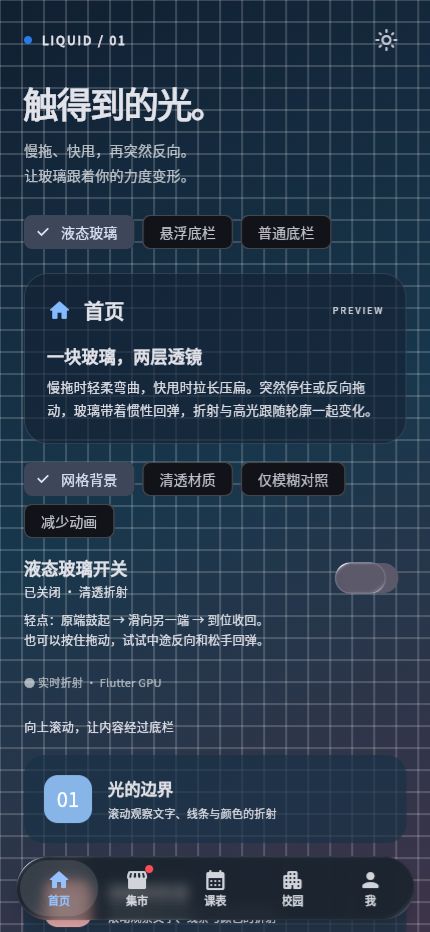 LIQUID / 01
触得到的光。
慢拖、快甩，再突然反向。
让玻璃跟着你的力度变形。
液态玻璃
悬浮底栏
普通底栏
首页
PREVIEW
一块玻璃，两层透镜
慢拖时轻柔弯曲，快甩时拉长压扁。突然停住或反向拖
动，玻璃带着惯性回弹，折射与高光跟随轮廓一起变化。
网格背景
清透材质
仅模糊对照
减少动画
液态玻璃开关
已关闭 · 清透折射
轻点：原端鼓起 → 滑向另一端 → 到位收回。
也可以按住拖动，试试中途反向和松手回弹。
实时折射 · Flutter GPU
向上滚动，让内容经过底栏
01
光的边界
滚动观察文字、线条与颜色的折射
首页
集市
课表
校园
我